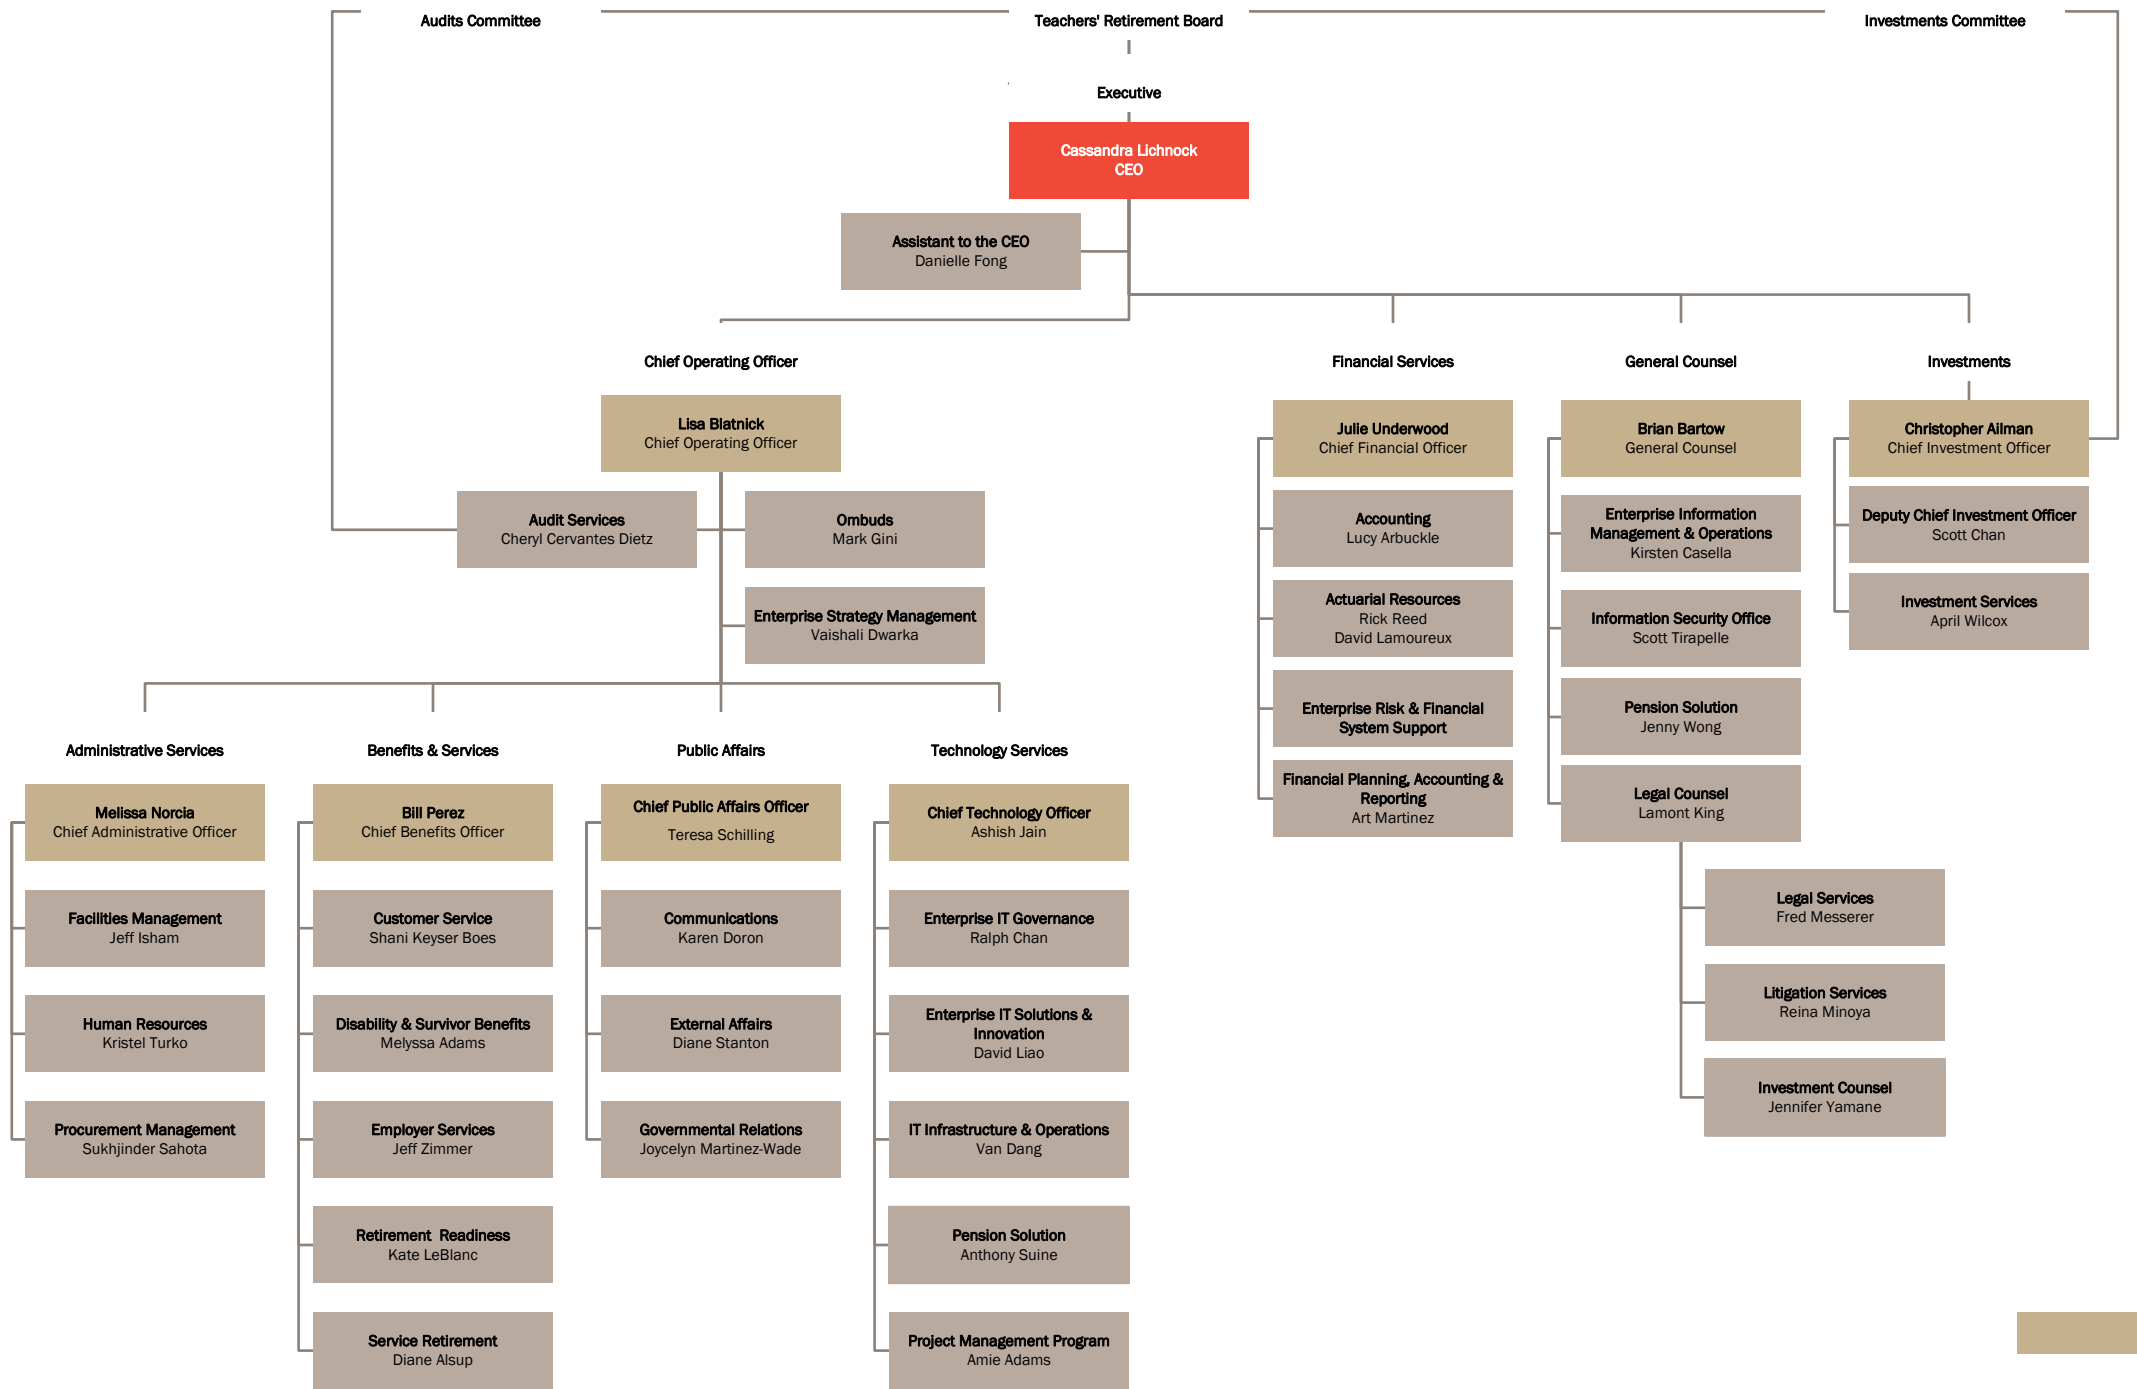 Audits Committee
Teachers' Retirement Board
Investments Committee
Executive
Cassandra Lichnock
CEO
Assistant to the CEO
Danielle Fong
Chief Operating Officer
Financial Services
General Counsel
Investments
Lisa Blatnick
Chief Operating Officer
Julie Underwood
Chief Financial Officer
Brian Bartow
General Counsel
Christopher Ailman
Chief Investment Officer
Audit Services
Cheryl Cervantes Dietz
Ombuds
Mark Gini
Enterprise Strategy Management
Vaishali Dwarka
Accounting
Lucy Arbuckle
Actuarial Resources
Rick Reed
David Lamoureux
Enterprise Risk & Financial
System Support
Financial Planning, Accounting &
Reporting
Art Martinez
Enterprise Information
Management & Operations
Kirsten Casella
Information Security Office
Scott Tirapelle
Pension Solution
Jenny Wong
Legal Counsel
Lamont King
Legal Services
Fred Messerer
Litigation Services
Reina Minoya
Investment Counsel
Jennifer Yamane
Deputy Chief Investment Officer
Scott Chan
Investment Services
April Wilcox
Administrative Services
Benefits & Services
Public Affairs
Technology Services
Melissa Norcia
Chief Administrative Officer
Facilities Management
Jeff Isham
Human Resources
Kristel Turko
Procurement Management
Sukhjinder Sahota
Bill Perez
Chief Benefits Officer
Customer Service
Shani Keyser Boes
Disability & Survivor Benefits
Melyssa Adams
Employer Services
Jeff Zimmer
Retirement  Readiness
Kate LeBlanc
Service Retirement
Diane Alsup
Chief Public Affairs Officer
Teresa Schilling
Communications
Karen Doron
External Affairs
Diane Stanton
Governmental Relations
Joycelyn Martinez-Wade
Chief Technology Officer
Ashish Jain
Enterprise IT Governance
Ralph Chan
Enterprise IT Solutions &
Innovation
David Liao
IT Infrastructure & Operations
Van Dang
Pension Solution
Anthony Suine
Project Management Program
Amie Adams